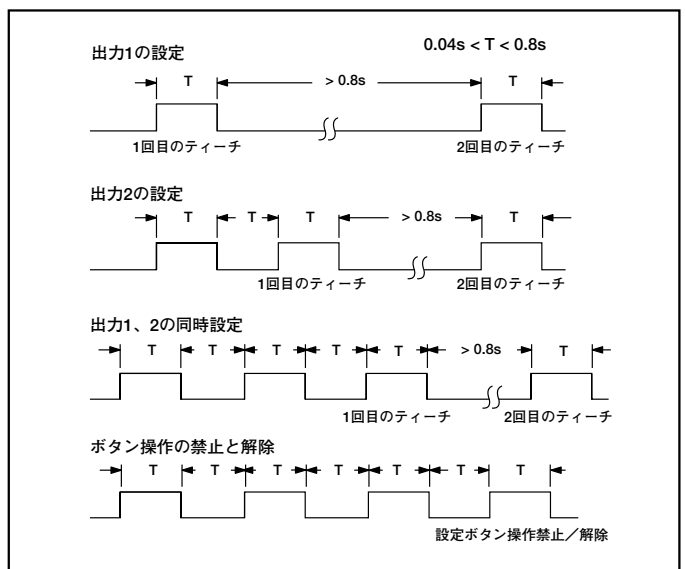 出力1の設定
0.04s < T < 0.8s
T > 0.8s T
1回目のティーチ 2回目のティーチ
出力2の設定
T T T > 0.8s T
1回目のティーチ 2回目のティーチ
出力1、2の同時設定
T T T T T > 0.8s T
1回目のティーチ 2回目のティーチ
ボタン操作の禁止と解除
T T T T T T T
設定ボタン操作禁止／解除